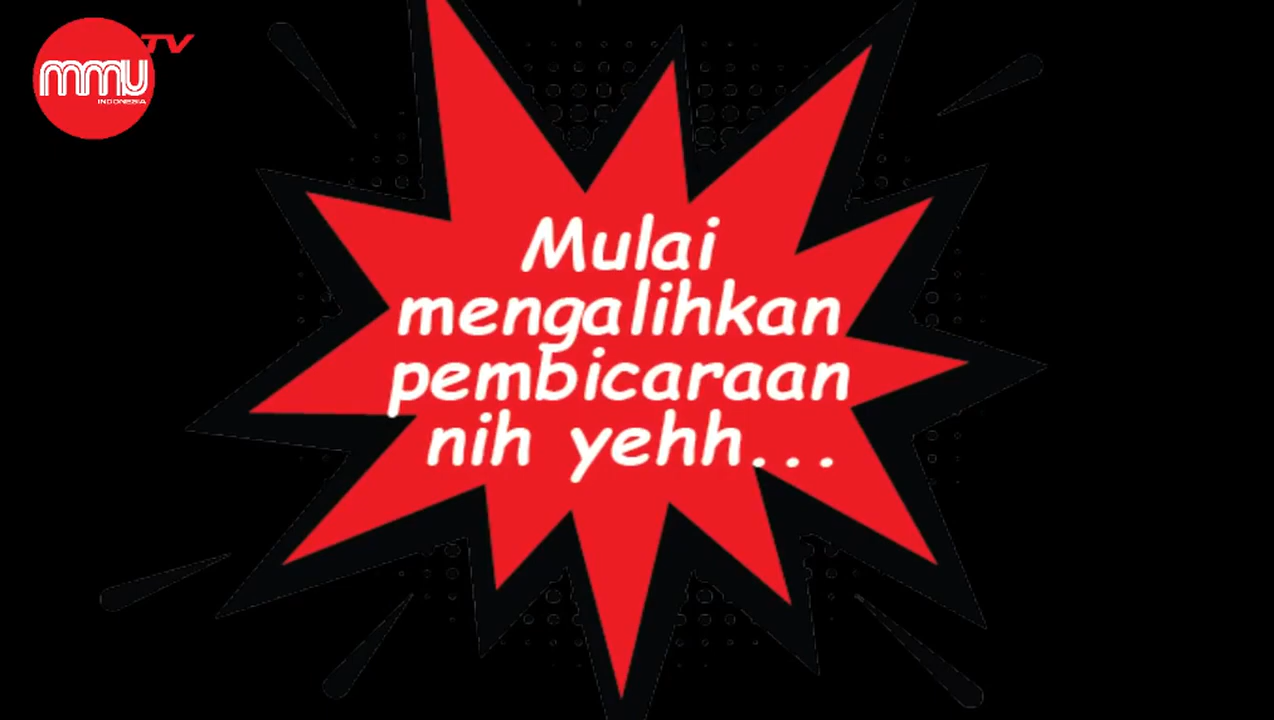 TV
mmu
INDONESIA
Mulai
mengalihkan
pembicaraan
nih yehh...